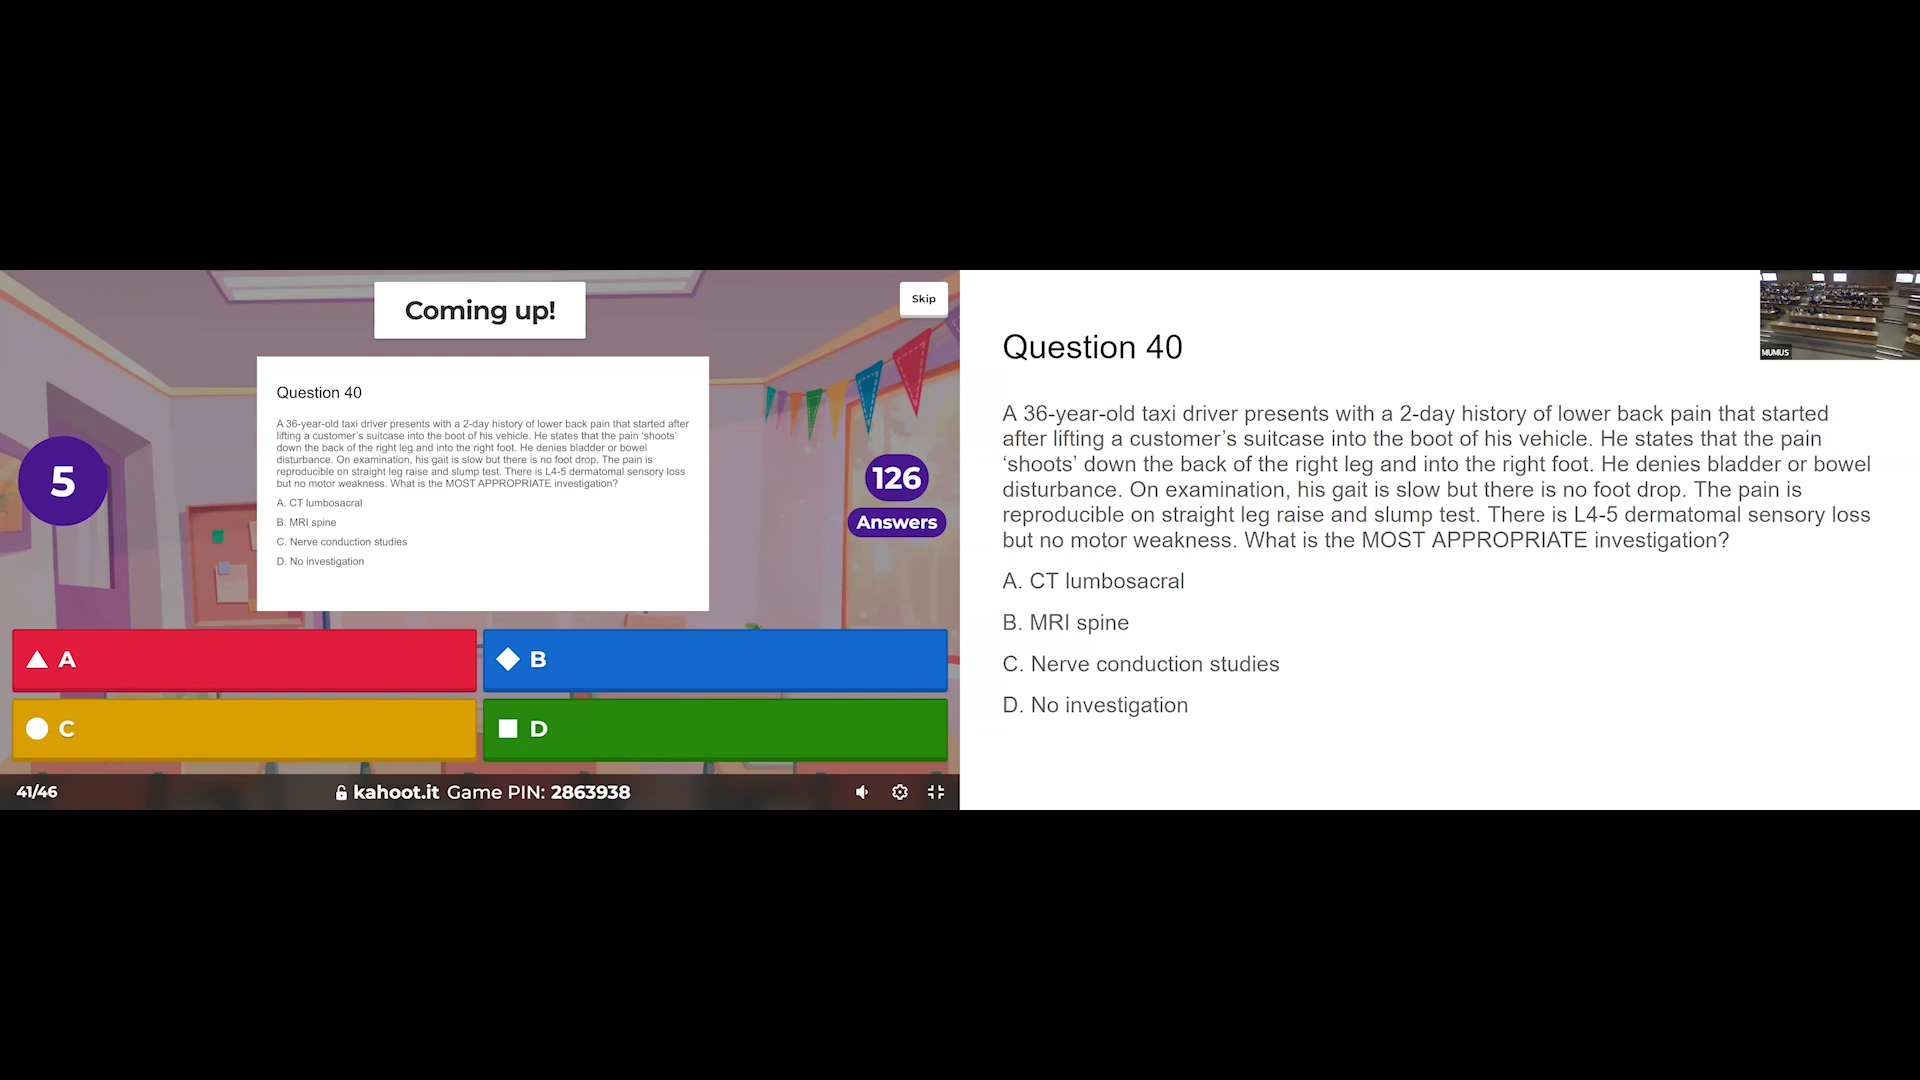 Coming up!
Skip
Question 40
A 36-year-old taxi driver presents with a 2-day history of lower back pain that started after
lifting a customer's suitcase into the boot of his vehicle. He states that the pain 'shoots'
down the back of the right leg and into the right foot. He denies bladder or bowel
disturbance. On examination, his gait is slow but there is no foot drop. The pain is
reproducible on straight leg raise and slump test. There is L4-5 dermatomal sensory loss
but no motor weakness. What is the MOST APPROPRIATE investigation?
A. CT lumbosacral
B. MRI spine
C. Nerve conduction studies
D. No investigation
5
126
Answers
A
B
C
D
41/46
kahoot.it Game PIN: 2863938
Question 40
MUMUS
A 36-year-old taxi driver presents with a 2-day history of lower back pain that started
after lifting a customer's suitcase into the boot of his vehicle. He states that the pain
'shoots' down the back of the right leg and into the right foot. He denies bladder or bowel
disturbance. On examination, his gait is slow but there is no foot drop. The pain is
reproducible on straight leg raise and slump test. There is L4-5 dermatomal sensory loss
but no motor weakness. What is the MOST APPROPRIATE investigation?
A. CT lumbosacral
B. MRI spine
C. Nerve conduction studies
D. No investigation